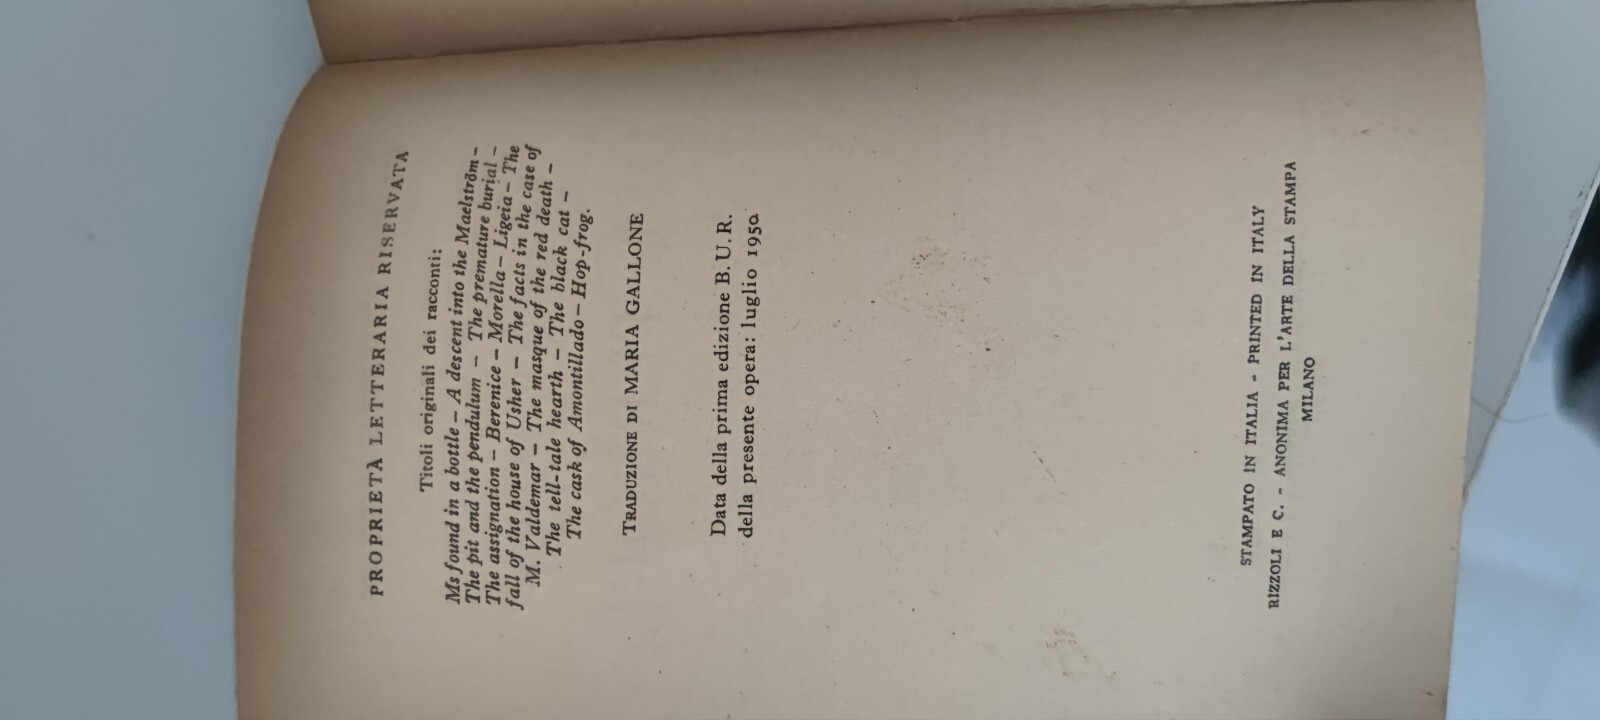 PROPRIETÀ LETTERARIA RISERVATA
Titoli originali dei racconti:
Ms found in a bottle – A descent into the Maelström –
The pit and the pendulum – The premature burial –
The assignation – Berenice – Morella – Ligeia – The
fall of the house of Usher – The facts in the case of
M. Valdemar – The masque of the red death –
The tell-tale hearth – The black cat –
The cask of Amontillado – Hop-frog.
TRADUZIONE DI MARIA GALLONE
Data della prima edizione B. U. R.
della presente opera: luglio 1950
STAMPATO IN ITALIA - PRINTED IN ITALY
RIZZOLI E C. - ANONIMA PER L'ARTE DELLA STAMPA
MILANO